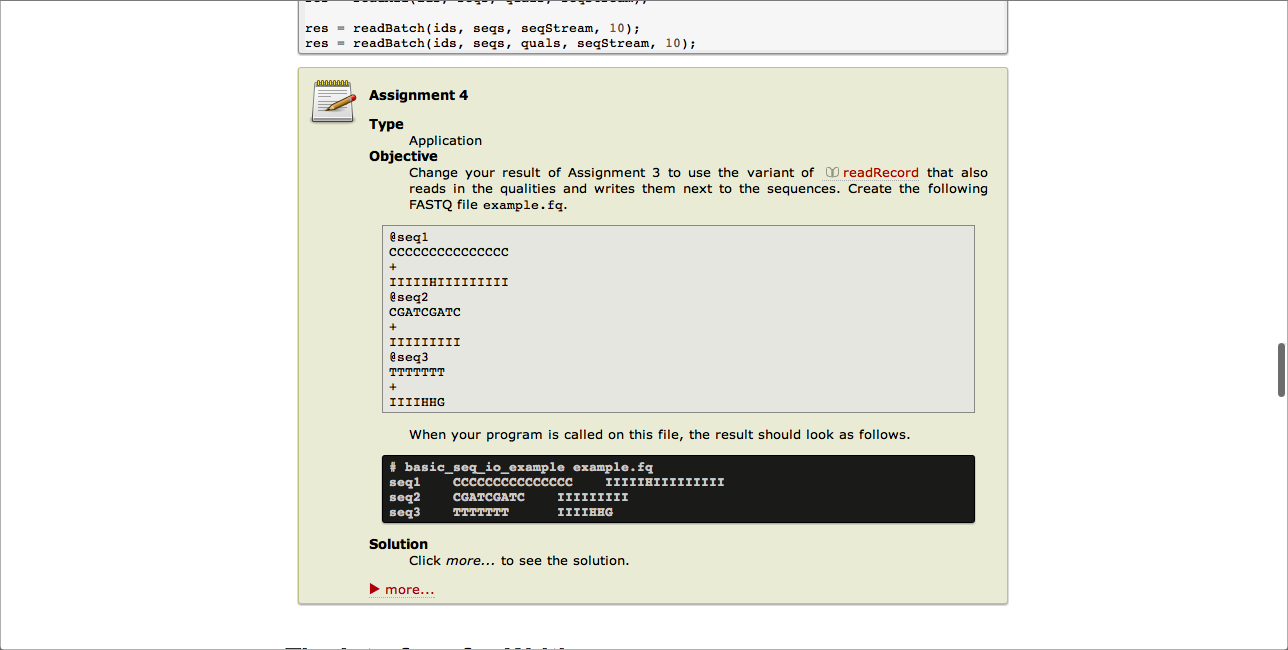 res = readBatch(ids, seqs, seqStream, 10);
res = readBatch(ids, seqs, quals, seqStream, 10);
Assignment 4
Type
Application
Objective
Change your result of Assignment 3 to use the variant of readRecord that also
reads in the qualities and writes them next to the sequences. Create the following
FASTQ file example.fq.
@seq1
CCCCCCCCCCCCCCC
+
IIIIIHIIIIIIIII
@seq2
CGATCGATC
+
IIIIIIIII
@seq3
TTTTTTT
+
IIIIHHG
When your program is called on this file, the result should look as follows.
# basic_seq_io_example example.fq
seq1    CCCCCCCCCCCCCCC    IIIIIHIIIIIIIII
seq2    CGATCGATC    IIIIIIIII
seq3    TTTTTTT      IIIIHHG
Solution
Click more... to see the solution.
more...